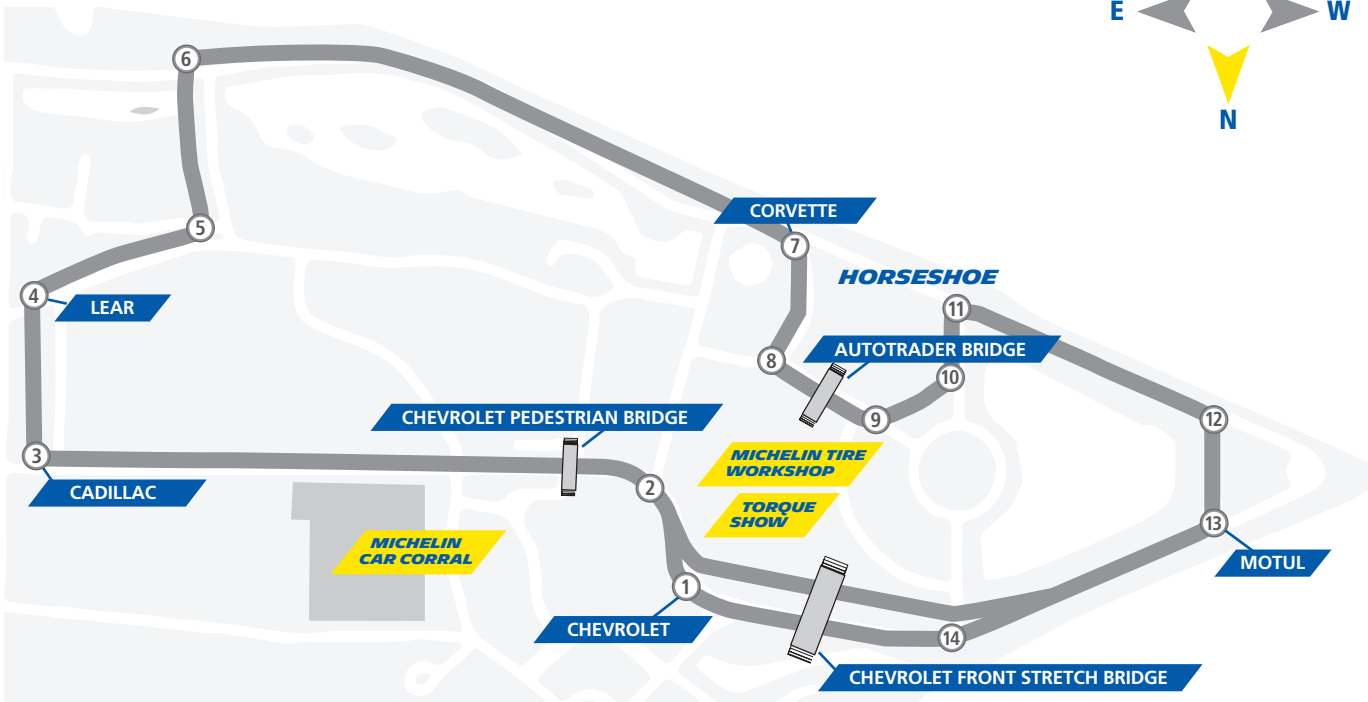 E
W
N
6
5
CORVETTE
7
HORSESHOE
4
LEAR
11
AUTOTRADER BRIDGE
8
10
9
12
CHEVROLET PEDESTRIAN BRIDGE
3
CADILLAC
2
MICHELIN TIRE
WORKSHOP
TORQUE
SHOW
13
MOTUL
MICHELIN
CAR CORRAL
1
CHEVROLET
14
CHEVROLET FRONT STRETCH BRIDGE